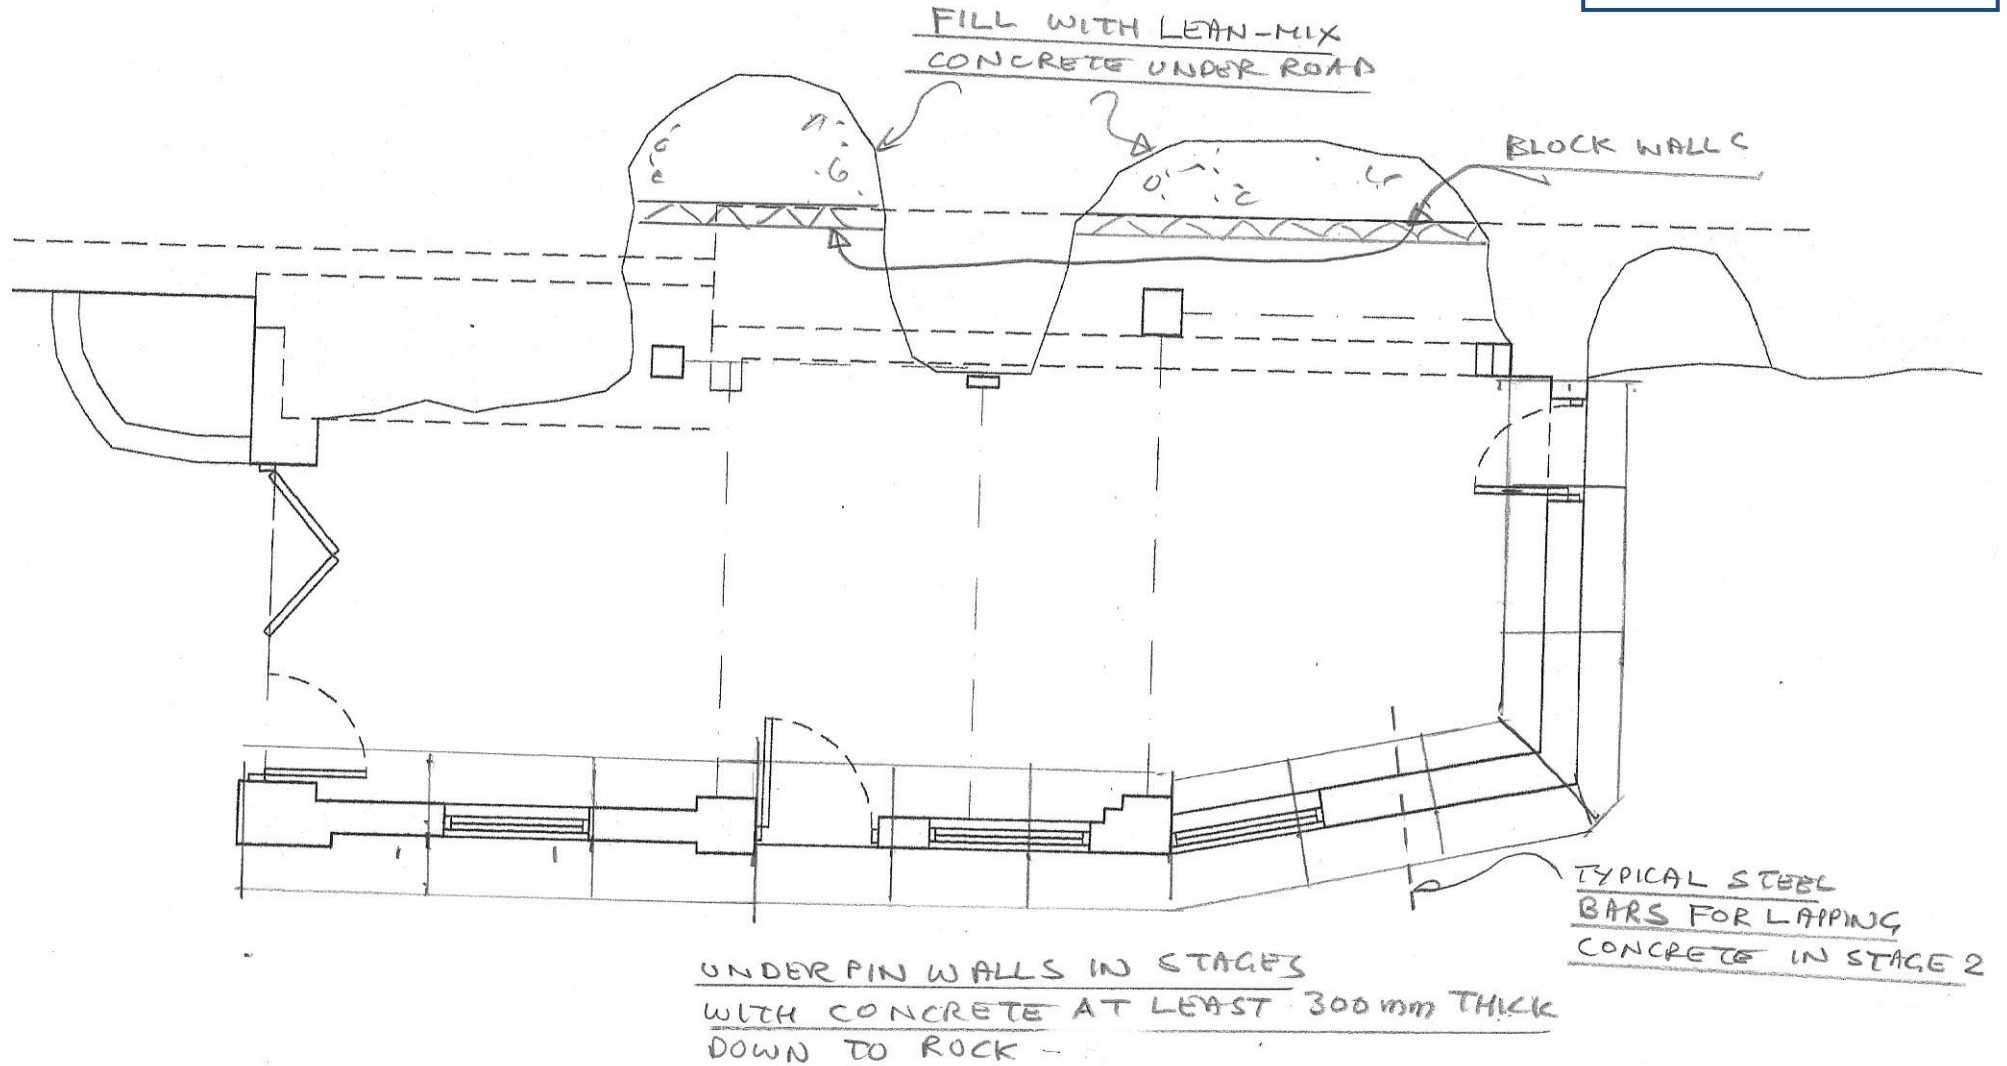 FILL WITH LEAN-MIX
CONCRETE UNDER ROAD
BLOCK WALLS
TYPICAL STEEL
BARS FOR LAPPING
CONCRETE IN STAGE 2
UNDERPIN WALLS IN STAGES
WITH CONCRETE AT LEAST 300mm THICK
DOWN TO ROCK -